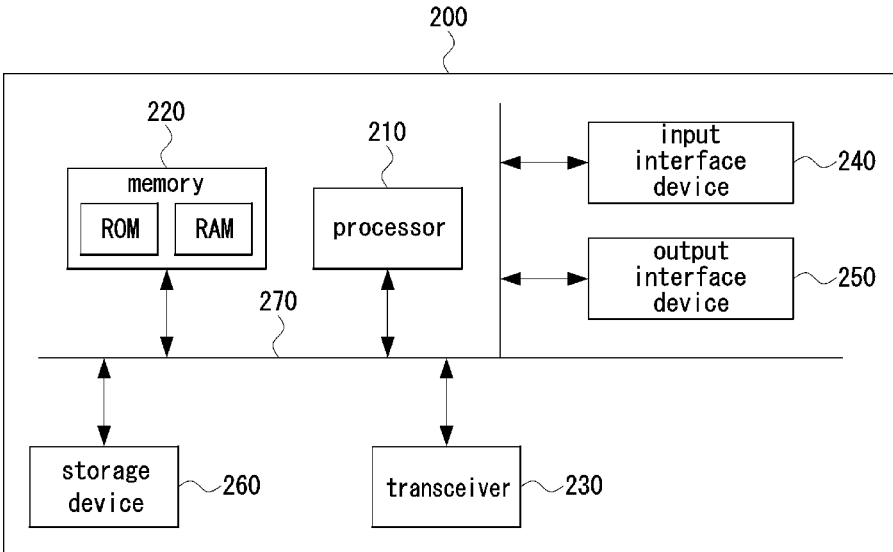 200
220
210
memory
ROM
RAM
processor
input
interface
device
240
output
interface
device
250
270
storage
device
260
transceiver
230